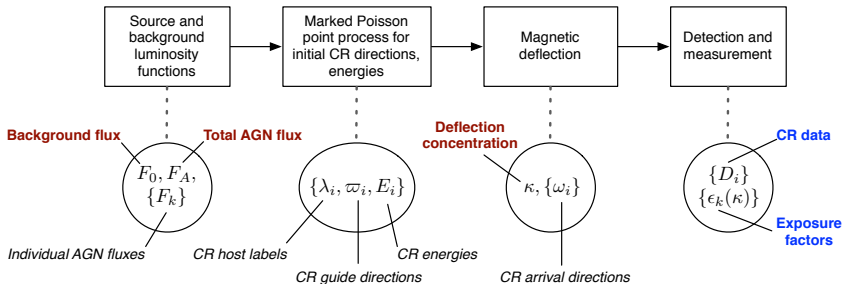 Source and
background
luminosity
functions
Marked Poisson
point process for
initial CR directions,
energies
Magnetic
deflection
Detection and
measurement
Background flux
Total AGN flux
F₀, F_A,
{F_k}
Individual AGN fluxes
{λ_i, ϖ_i, E_i}
CR host labels
CR guide directions
CR energies
Deflection
concentration
κ, {ω_i}
CR arrival directions
CR data
{D_i}
{ϵ_k(κ)}
Exposure
factors